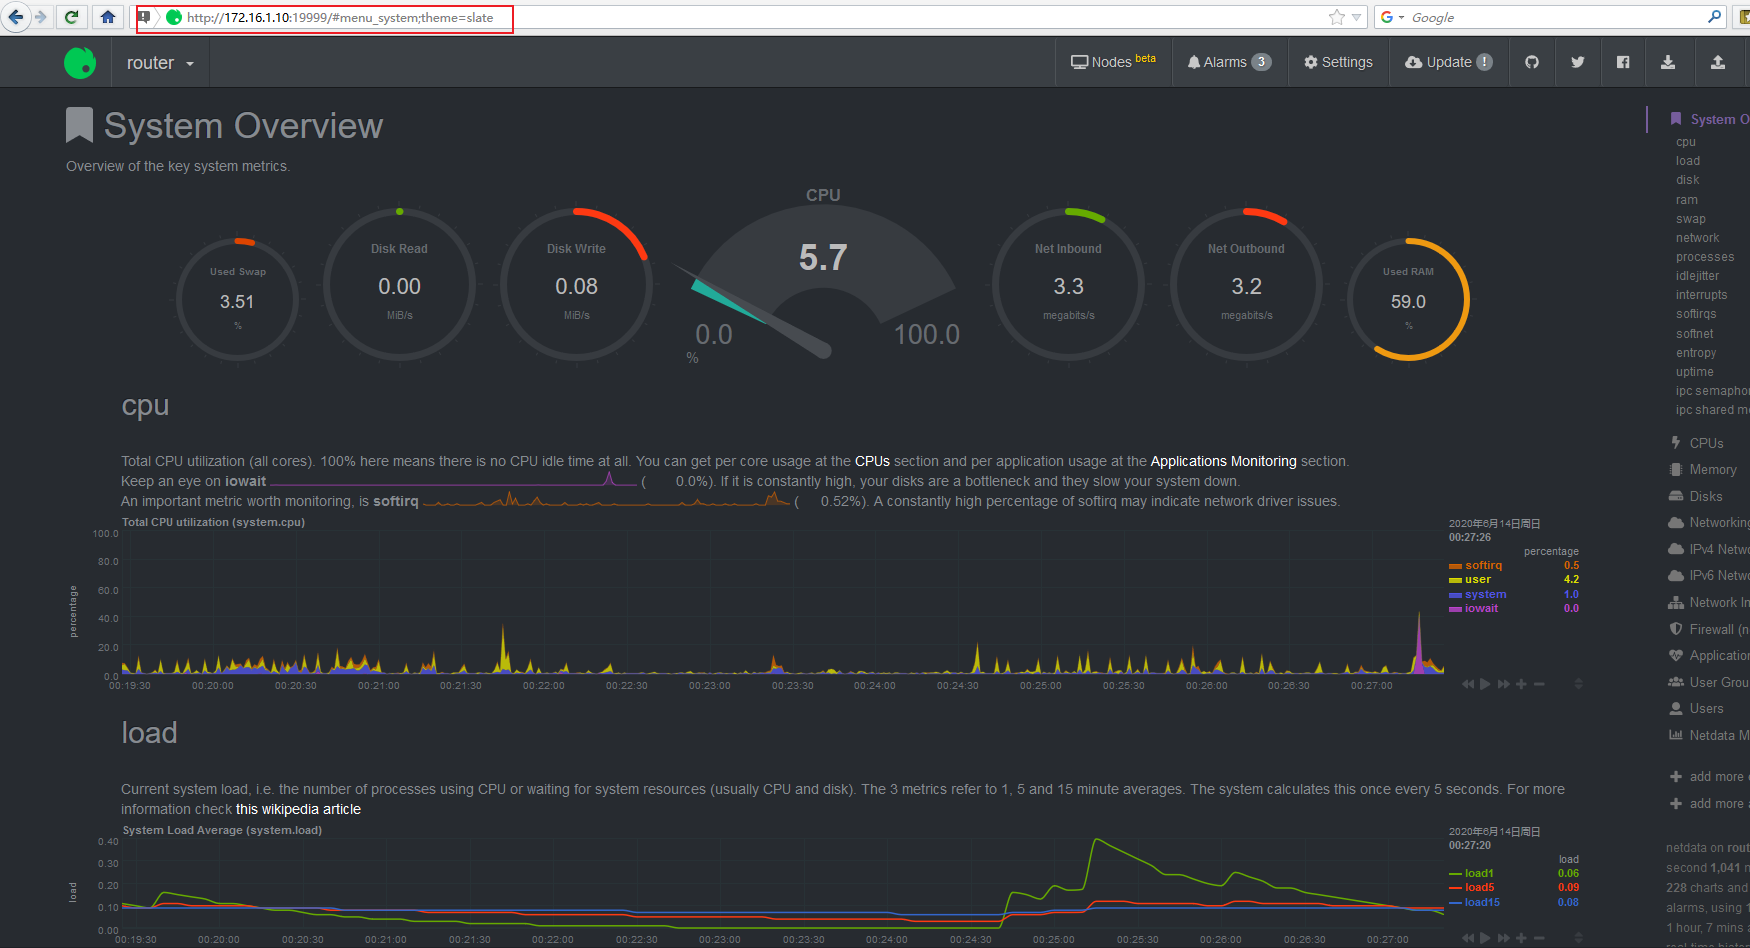 http://172.16.1.10:19999/#menu_system;theme=slate
Google
router
Nodes beta
Alarms 3
Settings
Update !
System Overview
Overview of the key system metrics.
Used Swap
3.51
%
Disk Read
0.00
MiB/s
Disk Write
0.08
MiB/s
CPU
5.7
0.0
100.0
%
Net Inbound
3.3
megabits/s
Net Outbound
3.2
megabits/s
Used RAM
59.0
%
cpu
Total CPU utilization (all cores). 100% here means there is no CPU idle time at all. You can get per core usage at the CPUs section and per application usage at the Applications Monitoring section.
Keep an eye on iowait ( 0.0%). If it is constantly high, your disks are a bottleneck and they slow your system down.
An important metric worth monitoring, is softirq ( 0.52%). A constantly high percentage of softirq may indicate network driver issues.
Total CPU utilization (system.cpu)
percentage
100.0
80.0
60.0
40.0
20.0
0.0
00:19:30 00:20:00 00:20:30 00:21:00 00:21:30 00:22:00 00:22:30 00:23:00 00:23:30 00:24:00 00:24:30 00:25:00 00:25:30 00:26:00 00:26:30 00:27:00
2020年6月14日周日
00:27:26
percentage
softirq 0.5
user 4.2
system 1.0
iowait 0.0
load
Current system load, i.e. the number of processes using CPU or waiting for system resources (usually CPU and disk). The 3 metrics refer to 1, 5 and 15 minute averages. The system calculates this once every 5 seconds. For more
information check this wikipedia article
System Load Average (system.load)
load
0.40
0.30
0.20
0.10
0.00
00:19:30 00:20:00 00:20:30 00:21:00 00:21:30 00:22:00 00:22:30 00:23:00 00:23:30 00:24:00 00:24:30 00:25:00 00:25:30 00:26:00 00:26:30 00:27:00
2020年6月14日周日
00:27:20
load
load1 0.06
load5 0.09
load15 0.08
System O
cpu
load
disk
ram
swap
network
processes
idlejitter
interrupts
softirqs
softnet
entropy
uptime
ipc semapho
ipc shared m
CPUs
Memory
Disks
Networking
IPv4 Netw
IPv6 Netw
Network In
Firewall (n
Application
User Grou
Users
Netdata M
add more
add more
netdata on rout
second 1,041
228 charts and
alarms, using
1 hour, 7 mins